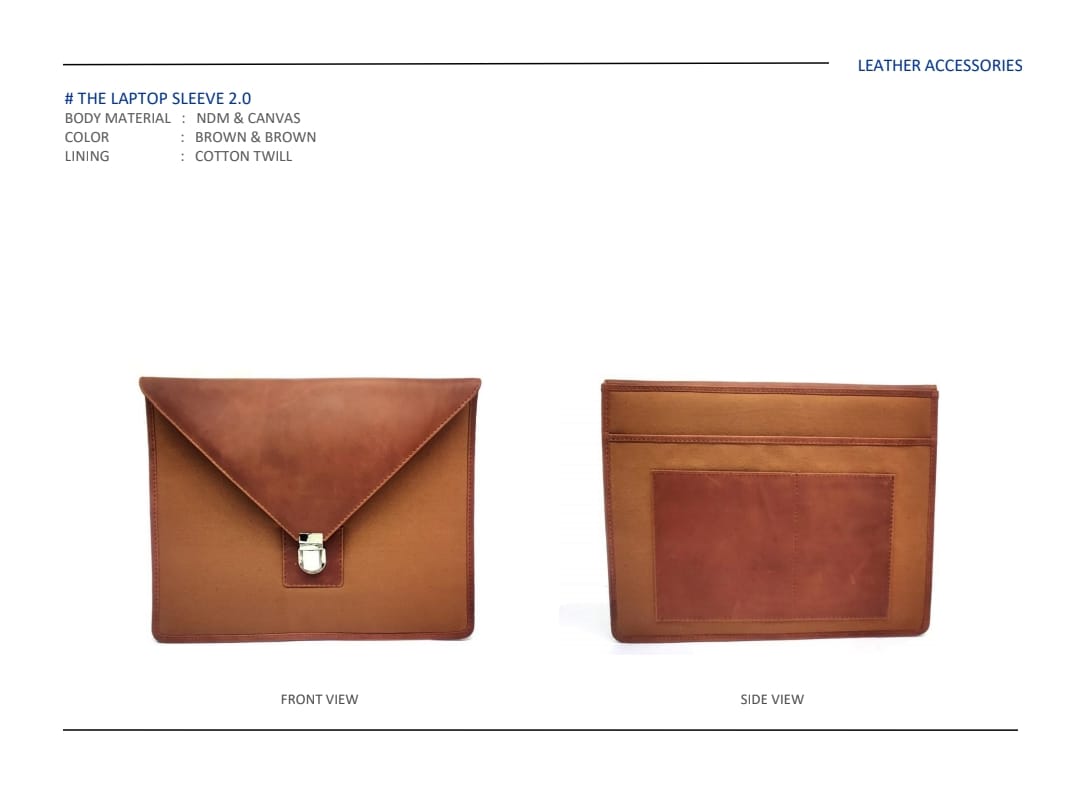 LEATHER ACCESSORIES
# THE LAPTOP SLEEVE 2.0
BODY MATERIAL : NDM & CANVAS
COLOR : BROWN & BROWN
LINING : COTTON TWILL
FRONT VIEW
SIDE VIEW